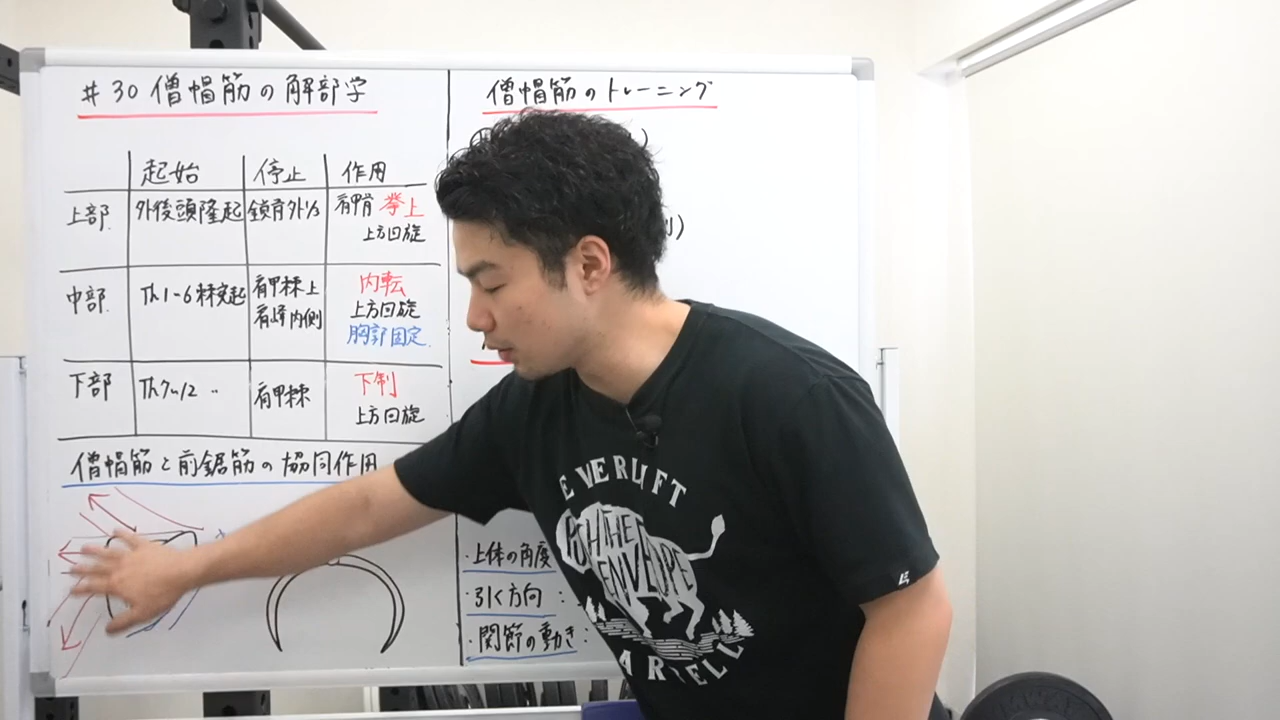 #30 僧帽筋の解部学
起始 停止 作用
上部 外後頭隆起 鎖骨外1/3 肩甲骨 挙上
上方回旋
中部 Th1-6棘突起 肩甲棘上 肩峰内側 内転
上方回旋
胸郭固定
下部 Th7~12 〃 肩甲棘 下制
上方回旋
僧帽筋と前鋸筋の協同作用
僧帽筋のトレーニング
・上体の角度
・引く方向:
・関節の動き:
EVERLIFT
PUSH THE
ENVELOPE